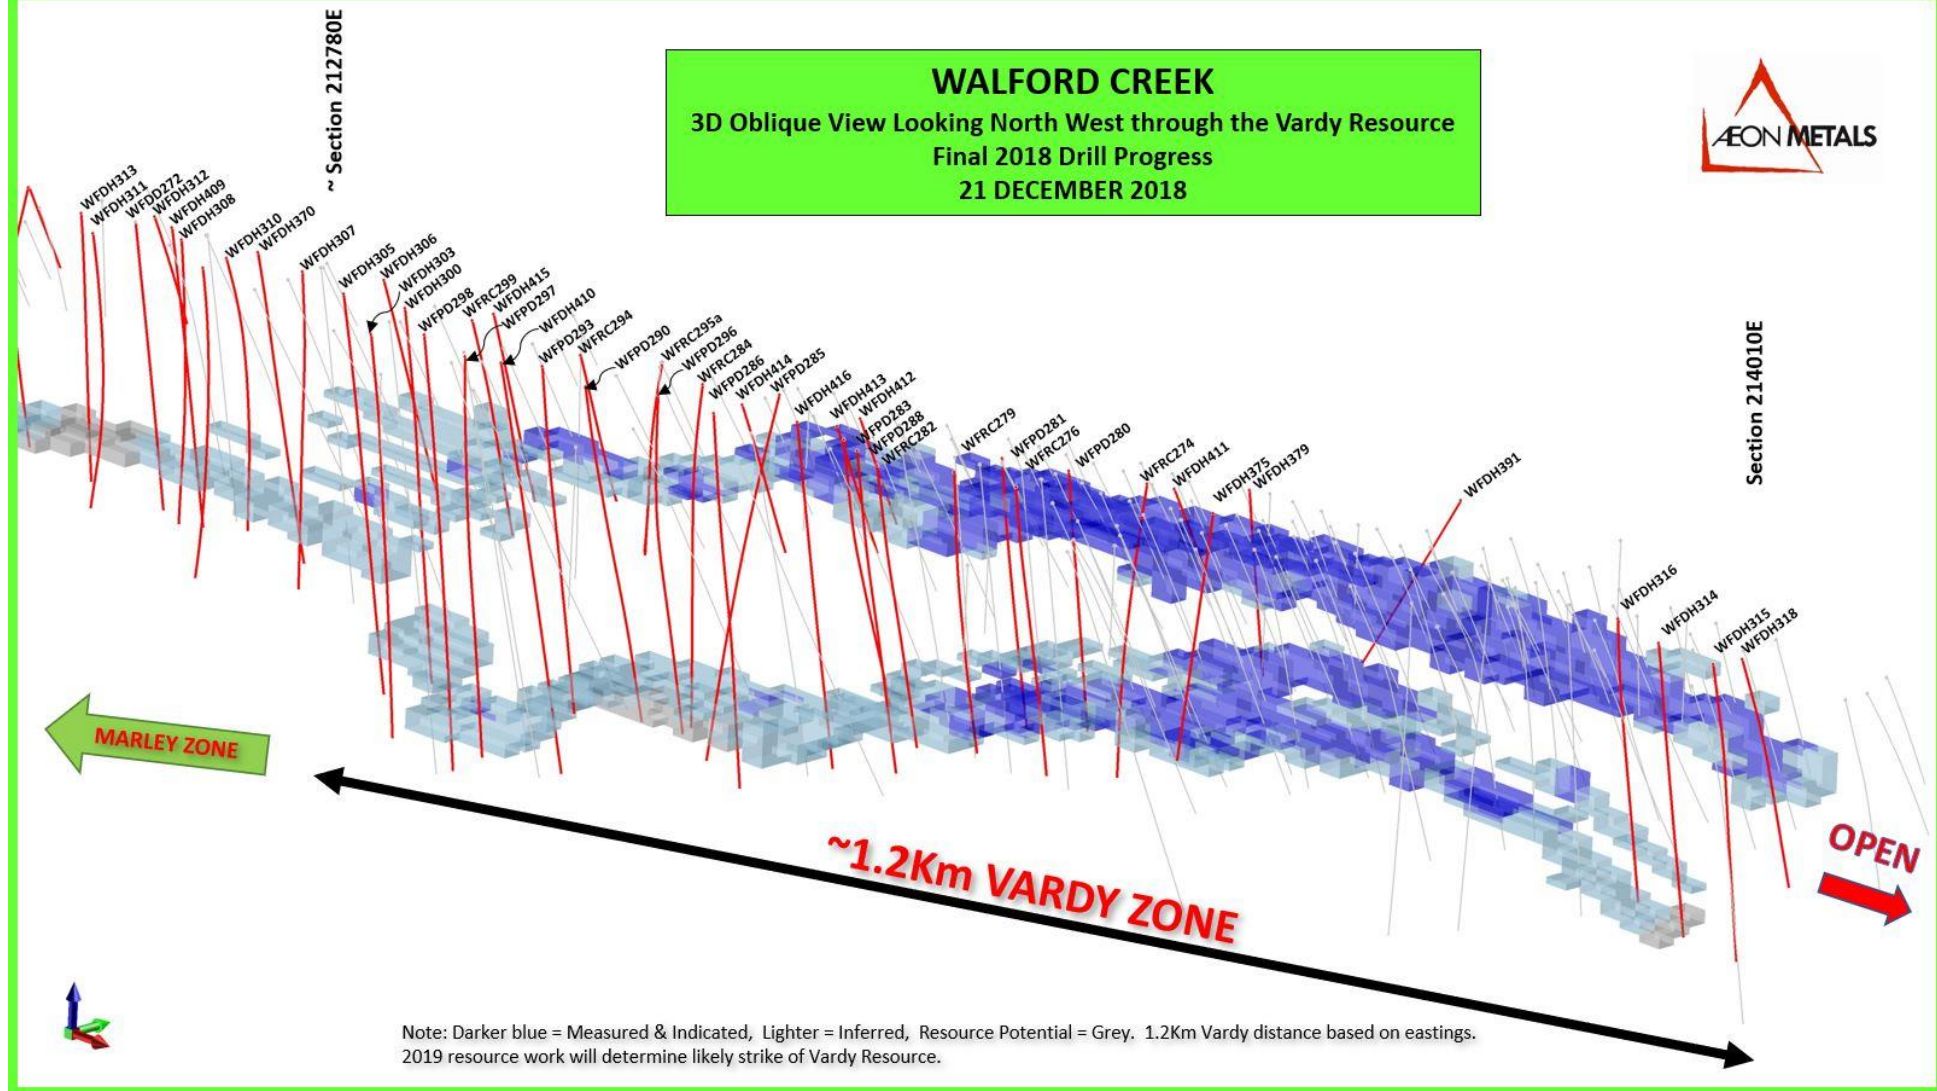 WALFORD CREEK
3D Oblique View Looking North West through the Vardy Resource
Final 2018 Drill Progress
21 DECEMBER 2018
ÆON METALS
~ Section 212780E
WFDH313
WFDH311
WFDD272
WFDH312
WFDH409
WFDH308
WFDH310
WFDH370
WFDH307
WFDH305
WFDH306
WFDH303
WFDH300
WFPD298
WFRC299
WFDH415
WFPD297
WFDH410
WFPD293
WFRC294
WFPD290
WFRC295a
WFPD296
WFRC284
WFPD286
WFDH414
WFPD285
WFDH416
WFDH413
WFDH412
WFPD283
WFPD288
WFRC282
WFRC279
WFPD281
WFRC276
WFPD280
WFRC274
WFDH411
WFDH375
WFDH379
WFDH391
Section 214010E
WFDH316
WFDH314
WFDH315
WFDH318
MARLEY ZONE
~1.2Km VARDY ZONE
OPEN
Note: Darker blue = Measured & Indicated, Lighter = Inferred, Resource Potential = Grey. 1.2Km Vardy distance based on eastings.
2019 resource work will determine likely strike of Vardy Resource.